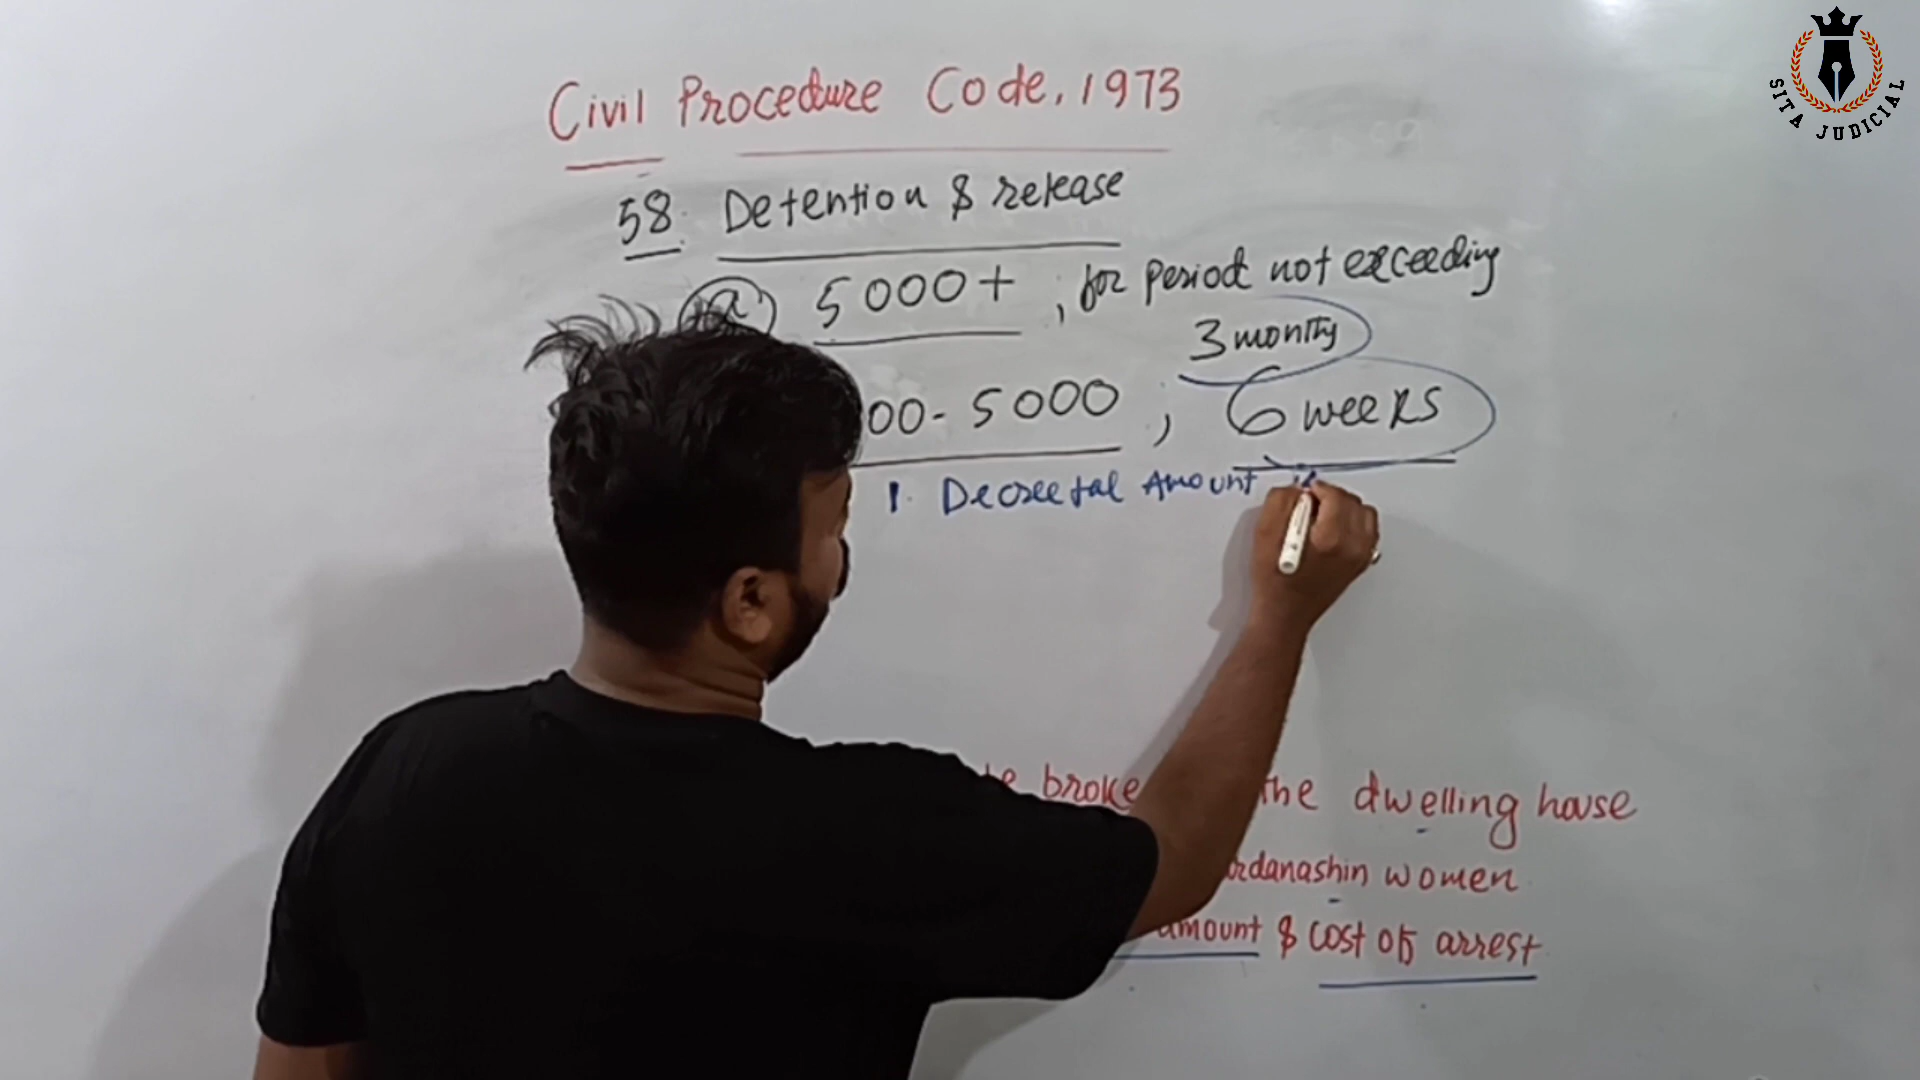 Civil Procedure Code, 1973
58. Detention & release
(a) 5000+ , for period not exceeding
3 months
00 - 5000 , 6 weeks
1. Decreetal Amount
broke the dwelling house
women
amount & cost of arrest
SITA JUDICIAL